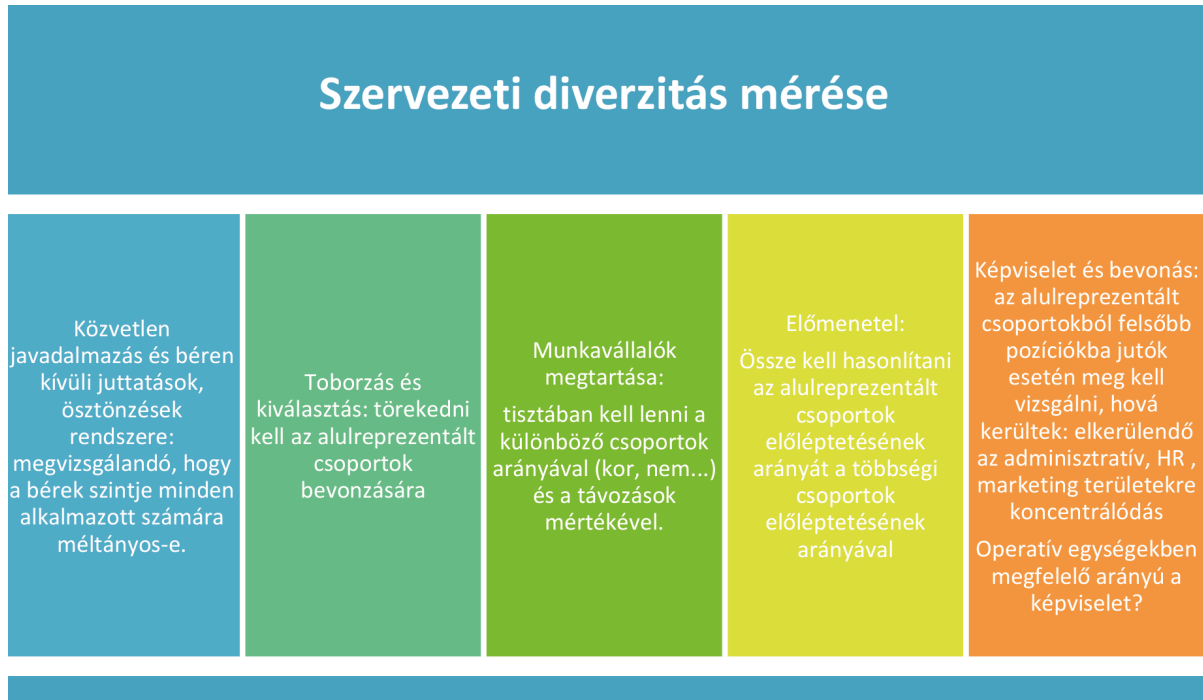 Szervezeti diverzitás mérése
Közvetlen
javadalmazás és béren
kívüli juttatások,
ösztönzések
rendszere:
megvizsgálandó, hogy
a bérek szintje minden
alkalmazott számára
méltányos-e.
Toborzás és
kiválasztás: törekedni
kell az alulreprezentált
csoportok
bevonzására
Munkavállalók
megtartása:
tisztában kell lenni a
különböző csoportok
arányával (kor, nem...)
és a távozások
mértékével.
Előmenetel:
Össze kell hasonlítani
az alulreprezentált
csoportok
előléptetésének
arányát a többségi
csoportok
előléptetésének
arányával
Képviselet és bevonás:
az alulreprezentált
csoportokból felsőbb
pozíciókba jutók
esetén meg kell
vizsgálni, hová
kerültek: elkerülendő
az adminisztratív, HR ,
marketing területekre
koncentrálódás
Operatív egységekben
megfelelő arányú a
képviselet?